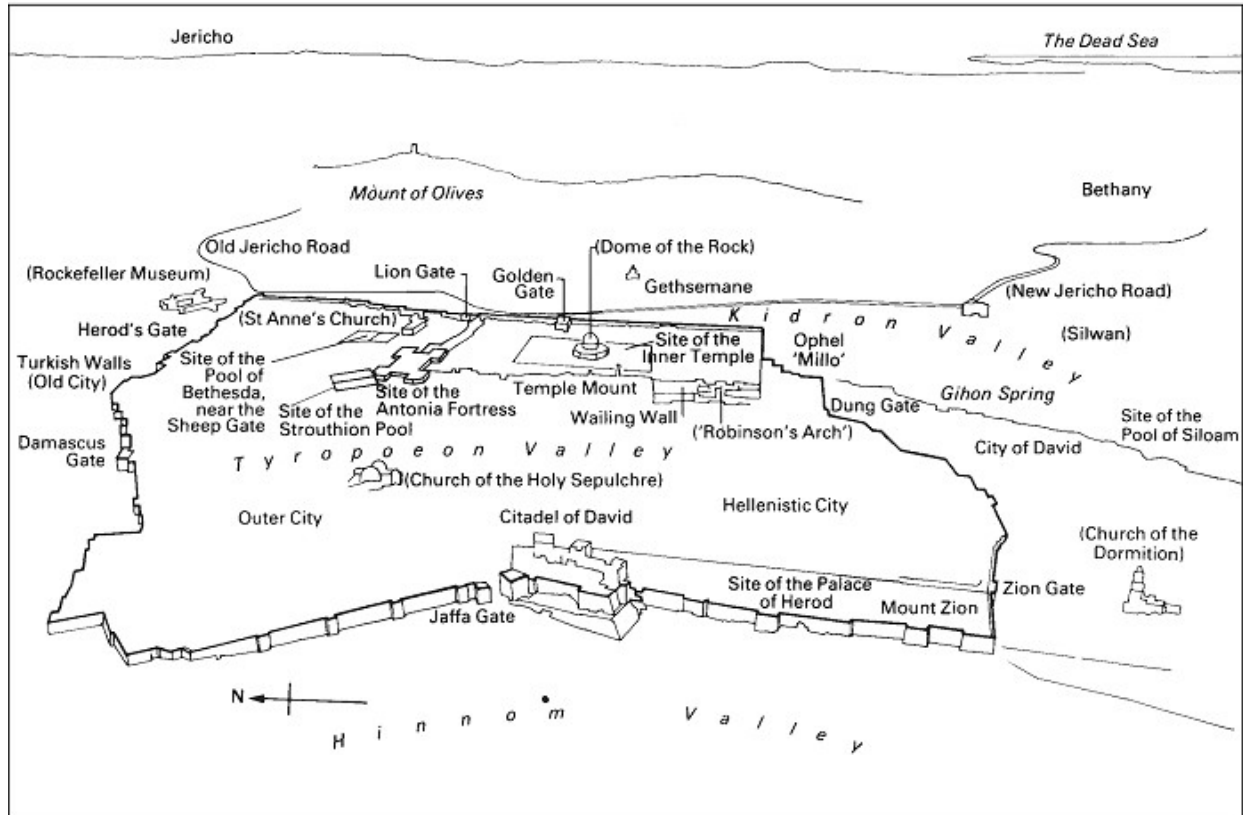 Jericho
The Dead Sea
Mount of Olives
Bethany
Old Jericho Road
(Rockefeller Museum)
Lion Gate
Golden
Gate
(Dome of the Rock)
Gethsemane
(New Jericho Road)
Herod's Gate
(St Anne's Church)
Kidron Valley
(Silwan)
Turkish Walls
(Old City)
Site of the
Pool of
Bethesda,
near the
Sheep Gate
Site of the
Strouthion Pool
Site of the
Antonia Fortress
Temple Mount
Site of the
Inner Temple
Ophel
'Millo'
Wailing Wall
('Robinson's Arch')
Dung Gate
Gihon Spring
Site of the
Pool of Siloam
City of David
Damascus
Gate
Tyropoeon Valley
(Church of the Holy Sepulchre)
Outer City
Citadel of David
Hellenistic City
(Church of the
Dormition)
Jaffa Gate
Site of the Palace
of Herod
Mount Zion
Zion Gate
N
Hinnom Valley